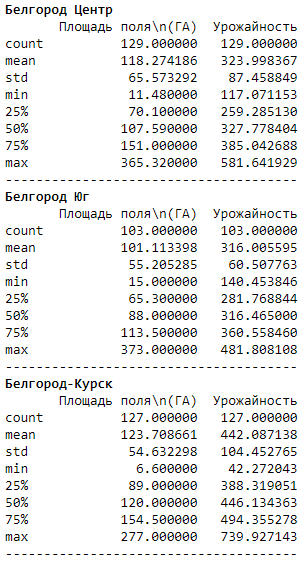 Белгород Центр
Площадь поля\n(ГА) Урожайность
count 129.000000 129.000000
mean 118.274186 323.998367
std 65.573292 87.458849
min 11.480000 117.071153
25% 70.100000 259.285130
50% 107.590000 327.778404
75% 151.000000 385.042688
max 365.320000 581.641929
--------------------------------------
Белгород Юг
Площадь поля\n(ГА) Урожайность
count 103.000000 103.000000
mean 101.113398 316.005595
std 55.205285 60.507763
min 15.000000 140.453846
25% 65.300000 281.768844
50% 88.000000 316.465000
75% 113.500000 360.558460
max 373.000000 481.808108
--------------------------------------
Белгород-Курск
Площадь поля\n(ГА) Урожайность
count 127.000000 127.000000
mean 123.708661 442.087138
std 54.632298 104.452765
min 6.600000 42.272043
25% 89.000000 388.319051
50% 120.000000 446.134363
75% 154.500000 494.355278
max 277.000000 739.927143
--------------------------------------